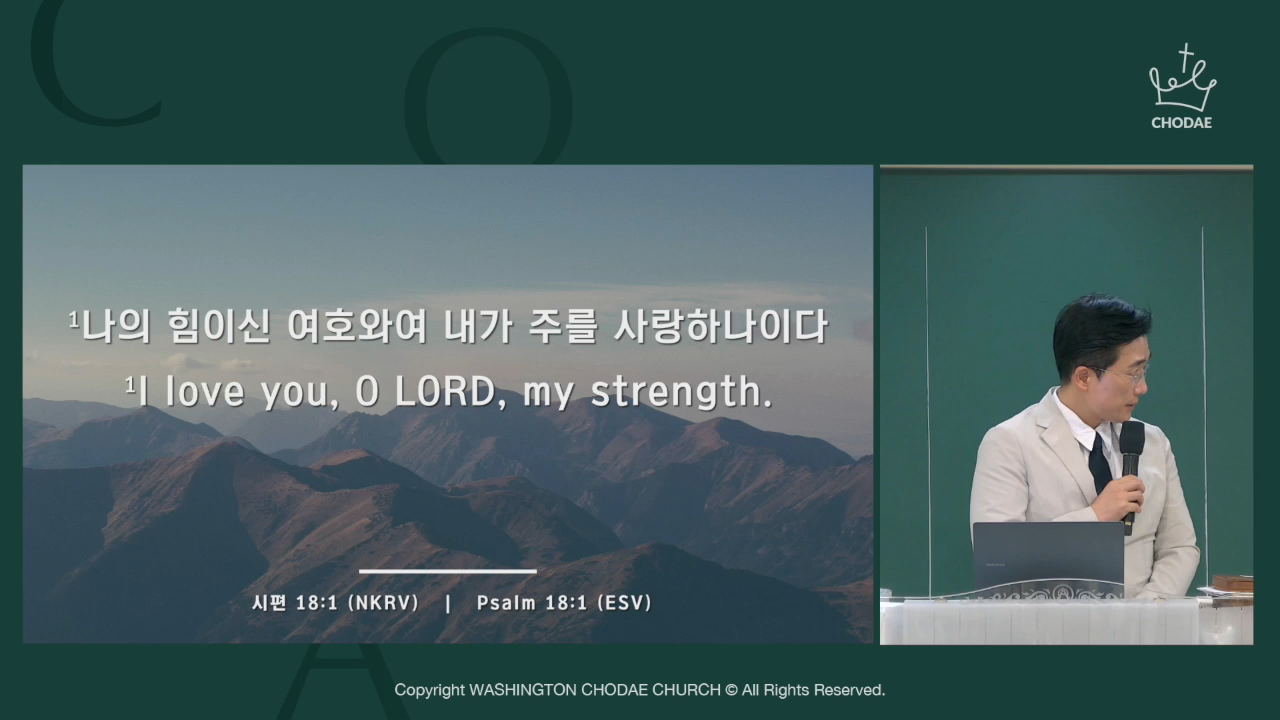 C O
CHODAE
¹나의 힘이신 여호와여 내가 주를 사랑하나이다
¹I love you, O LORD, my strength.
시편 18:1 (NKRV) | Psalm 18:1 (ESV)
A
Copyright WASHINGTON CHODAE CHURCH © All Rights Reserved.